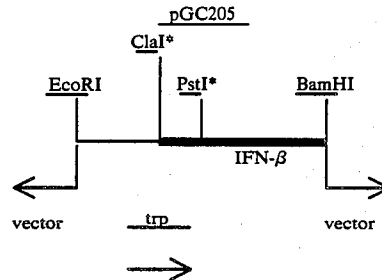 pGC205
ClaI*
EcoRI PstI* BamHI
IFN-β
vector trp vector